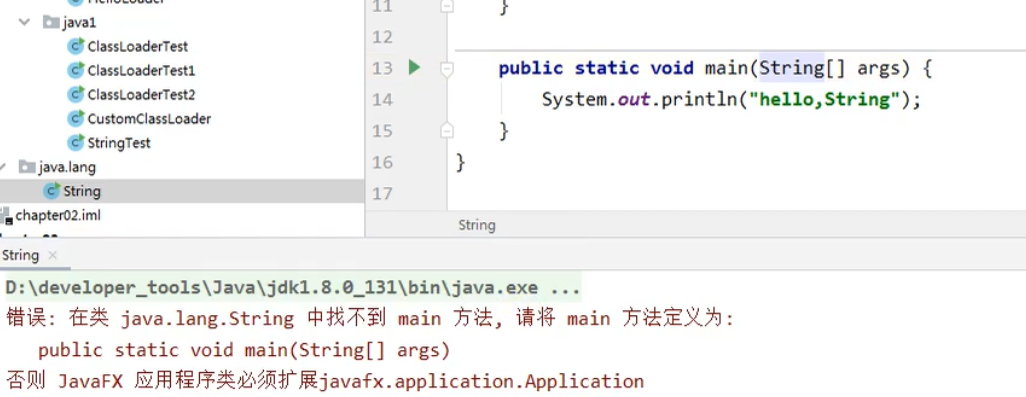 HelloLoader
java1
ClassLoaderTest
ClassLoaderTest1
ClassLoaderTest2
CustomClassLoader
StringTest
java.lang
String
chapter02.iml
11 }
12
13 public static void main(String[] args) {
14 System.out.println("hello,String");
15 }
16 }
17
String
String ×
D:\developer_tools\Java\jdk1.8.0_131\bin\java.exe ...
错误: 在类 java.lang.String 中找不到 main 方法, 请将 main 方法定义为:
public static void main(String[] args)
否则 JavaFX 应用程序类必须扩展javafx.application.Application